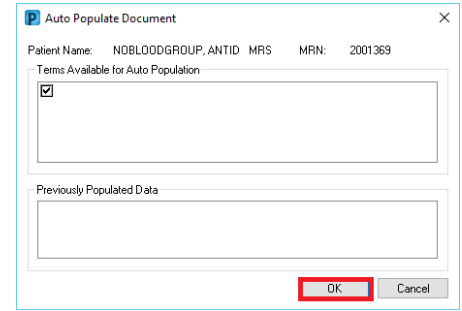 Auto Populate Document
Patient Name: NOBLOODGROUP, ANTID MRS MRN: 2001369
Terms Available for Auto Population
Previously Populated Data
OK Cancel